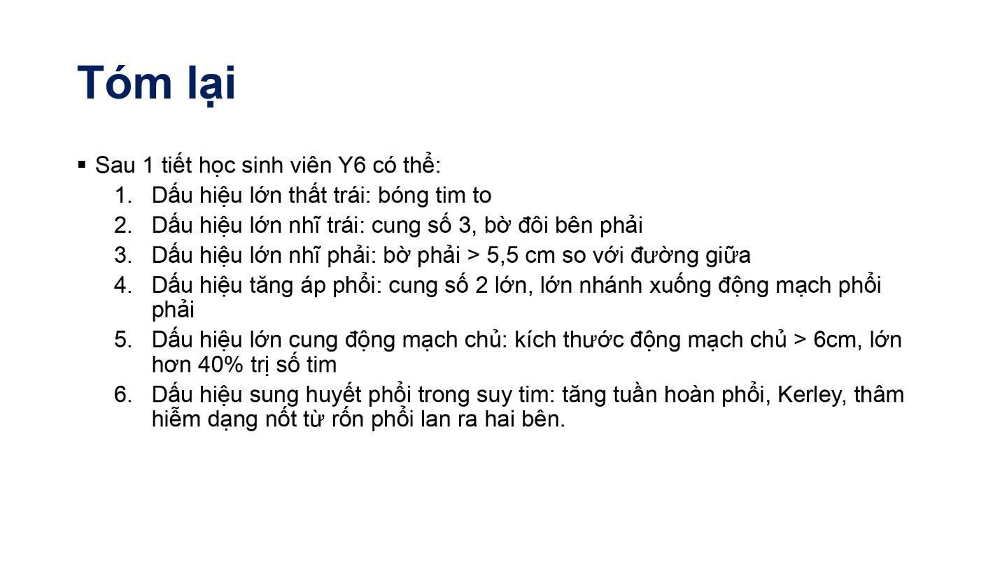 Tóm lại
▪ Sau 1 tiết học sinh viên Y6 có thể:
1. Dấu hiệu lớn thất trái: bóng tim to
2. Dấu hiệu lớn nhĩ trái: cung số 3, bờ đôi bên phải
3. Dấu hiệu lớn nhĩ phải: bờ phải > 5,5 cm so với đường giữa
4. Dấu hiệu tăng áp phổi: cung số 2 lớn, lớn nhánh xuống động mạch phổi
phải
5. Dấu hiệu lớn cung động mạch chủ: kích thước động mạch chủ > 6cm, lớn
hơn 40% trị số tim
6. Dấu hiệu sung huyết phổi trong suy tim: tăng tuần hoàn phổi, Kerley, thâm
hiễm dạng nốt từ rốn phổi lan ra hai bên.